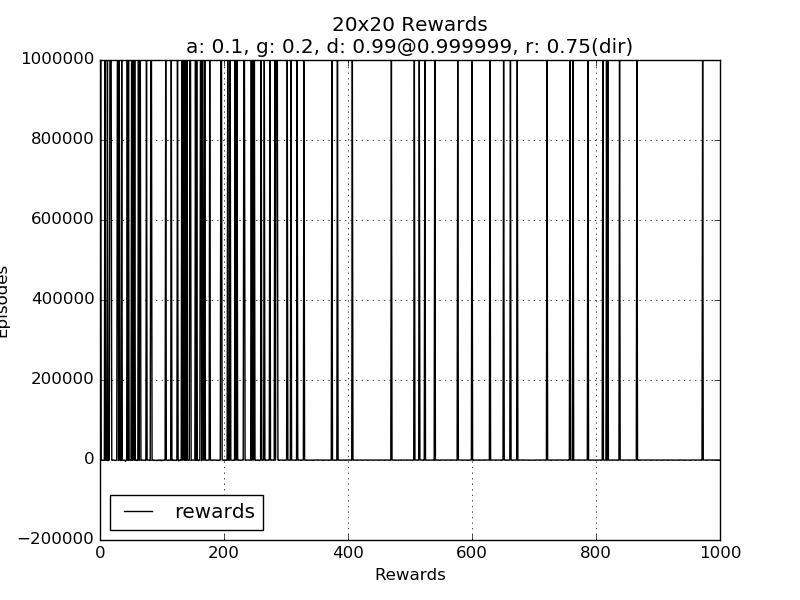 20x20 Rewards
a: 0.1, g: 0.2, d: 0.99@0.999999, r: 0.75(dir)
1000000
800000
600000
400000
200000
0
−200000
Episodes
rewards
0 200 400 600 800 1000
Rewards